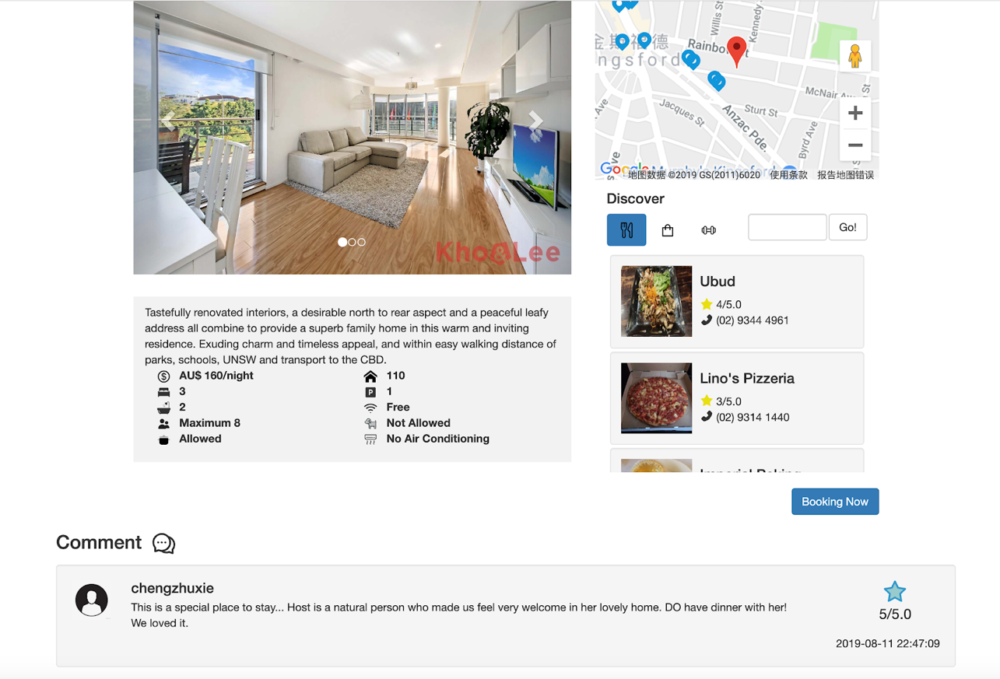 Kho@Lee
Tastefully renovated interiors, a desirable north to rear aspect and a peaceful leafy
address all combine to provide a superb family home in this warm and inviting
residence. Exuding charm and timeless appeal, and within easy walking distance of
parks, schools, UNSW and transport to the CBD.
AU$ 160/night
110
3
1
2
Free
Maximum 8
Not Allowed
Allowed
No Air Conditioning
Willis St
Kennedy
金斯福德
ngsford
Rainbow St
McNair Ave
Jacques St
Sturt St
Anzac Pde.
Byrd Ave
Google
地图数据 ©2019 GS(2011)6020 使用条款 报告地图错误
Discover
Go!
Ubud
4/5.0
(02) 9344 4961
Lino's Pizzeria
3/5.0
(02) 9314 1440
Booking Now
Comment
chengzhuxie
This is a special place to stay... Host is a natural person who made us feel very welcome in her lovely home. DO have dinner with her!
We loved it.
5/5.0
2019-08-11 22:47:09